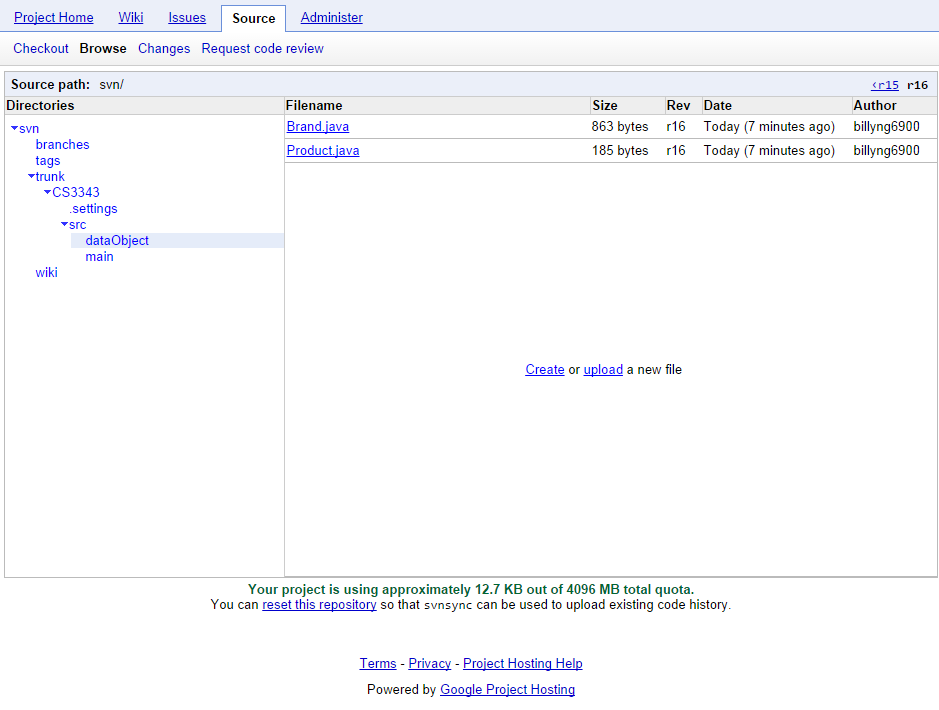 Project Home Wiki Issues Source Administer
Checkout Browse Changes Request code review
Source path: svn/ ‹r15 r16
Directories Filename Size Rev Date Author
svn
branches
tags
trunk
CS3343
.settings
src
dataObject
main
wiki
Brand.java 863 bytes r16 Today (7 minutes ago) billyng6900
Product.java 185 bytes r16 Today (7 minutes ago) billyng6900
Create or upload a new file
Your project is using approximately 12.7 KB out of 4096 MB total quota.
You can reset this repository so that svnsync can be used to upload existing code history.
Terms - Privacy - Project Hosting Help
Powered by Google Project Hosting